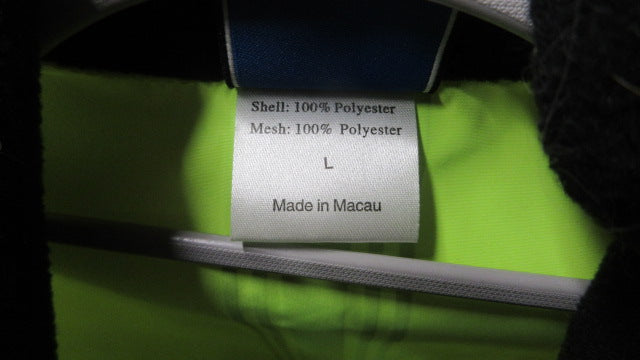 Shell: 100% Polyester
Mesh: 100% Polyester
L
Made in Macau